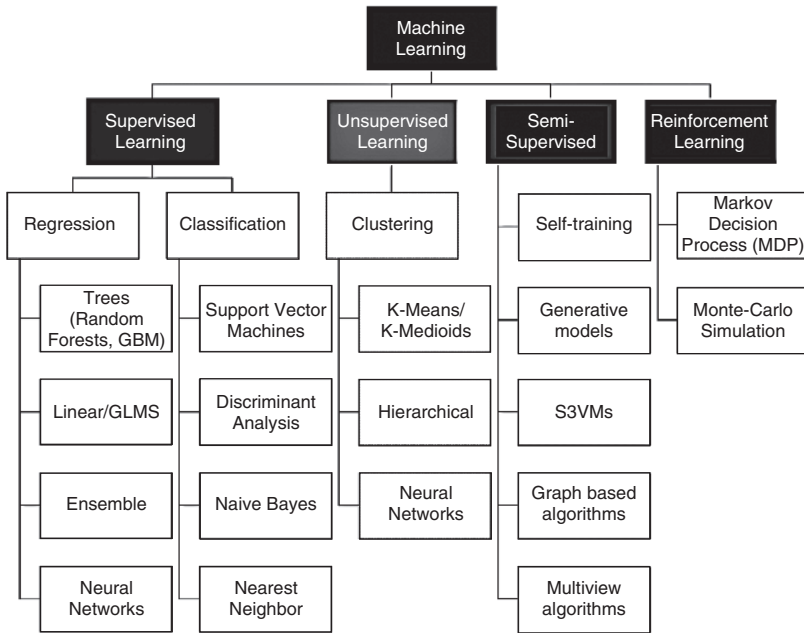 Machine
Learning
Supervised
Learning
Unsupervised
Learning
Semi-
Supervised
Reinforcement
Learning
Regression
Classification
Clustering
Self-training
Markov
Decision
Process (MDP)
Trees
(Random
Forests, GBM)
Support Vector
Machines
K-Means/
K-Medioids
Generative
models
Monte-Carlo
Simulation
Linear/GLMS
Discriminant
Analysis
Hierarchical
S3VMs
Ensemble
Naive Bayes
Neural
Networks
Graph based
algorithms
Neural
Networks
Nearest
Neighbor
Multiview
algorithms